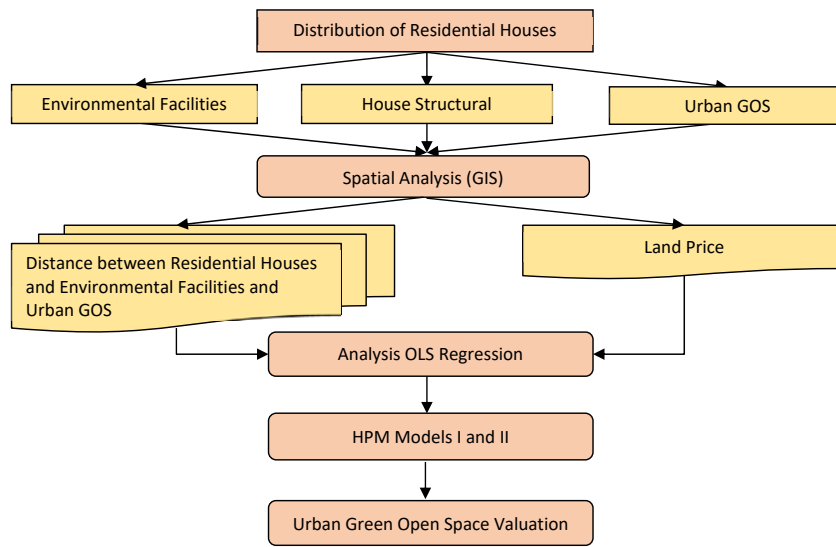 Distribution of Residential Houses
Environmental Facilities
House Structural
Urban GOS
Spatial Analysis (GIS)
Distance between Residential Houses
and Environmental Facilities and
Urban GOS
Land Price
Analysis OLS Regression
HPM Models I and II
Urban Green Open Space Valuation